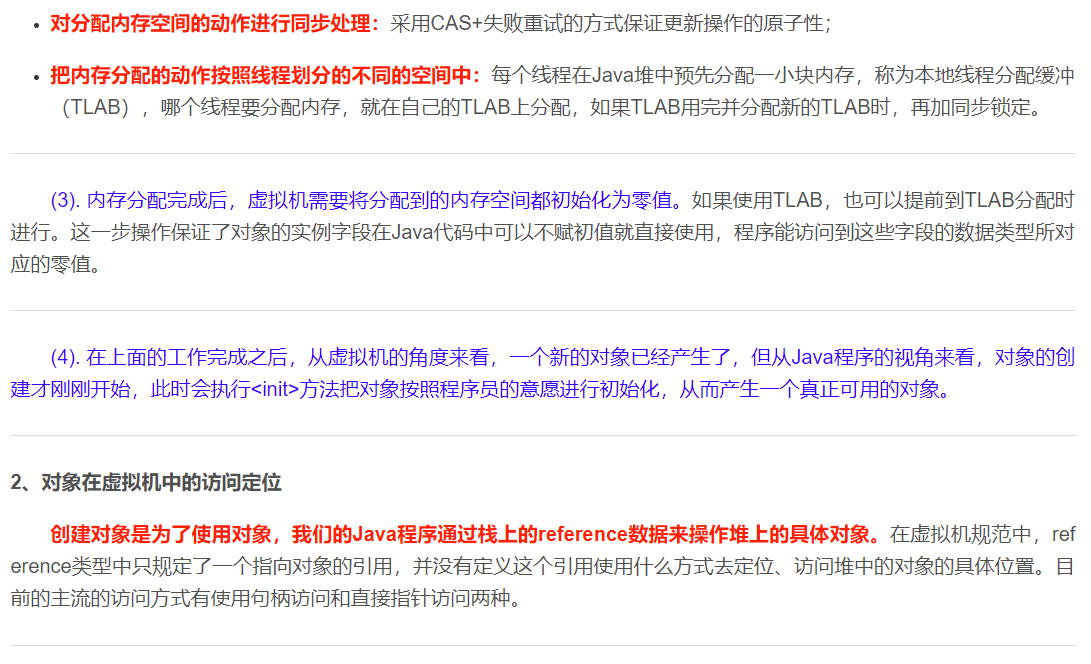 • 对分配内存空间的动作进行同步处理：采用CAS+失败重试的方式保证更新操作的原子性；
• 把内存分配的动作按照线程划分的不同的空间中：每个线程在Java堆中预先分配一小块内存，称为本地线程分配缓冲
（TLAB），哪个线程要分配内存，就在自己的TLAB上分配，如果TLAB用完并分配新的TLAB时，再加同步锁定。
(3). 内存分配完成后，虚拟机需要将分配到的内存空间都初始化为零值。如果使用TLAB，也可以提前到TLAB分配时
进行。这一步操作保证了对象的实例字段在Java代码中可以不赋初值就直接使用，程序能访问到这些字段的数据类型所对
应的零值。
(4). 在上面的工作完成之后，从虚拟机的角度来看，一个新的对象已经产生了，但从Java程序的视角来看，对象的创
建才刚刚开始，此时会执行<init>方法把对象按照程序员的意愿进行初始化，从而产生一个真正可用的对象。
2、对象在虚拟机中的访问定位
创建对象是为了使用对象，我们的Java程序通过栈上的reference数据来操作堆上的具体对象。在虚拟机规范中，ref
erence类型中只规定了一个指向对象的引用，并没有定义这个引用使用什么方式去定位、访问堆中的对象的具体位置。目
前的主流的访问方式有使用句柄访问和直接指针访问两种。